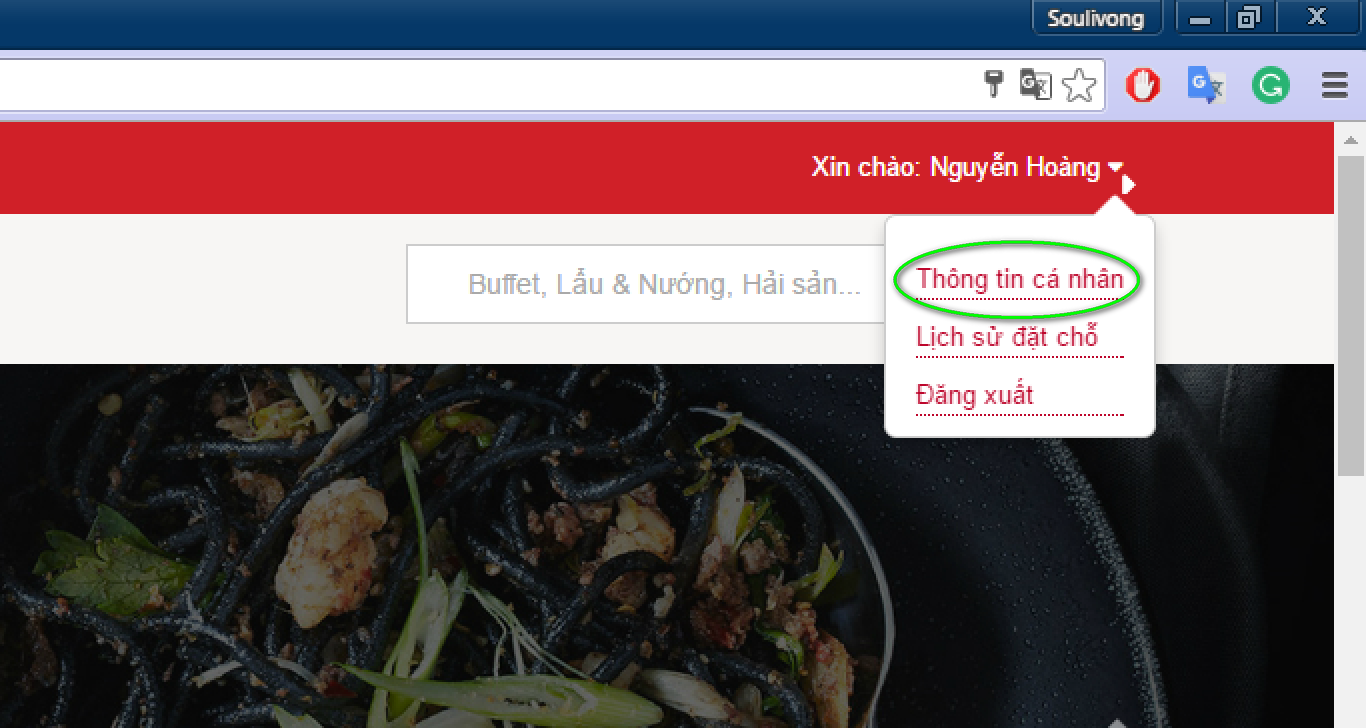 Soulivong
Xin chào: Nguyễn Hoàng
Buffet, Lẩu & Nướng, Hải sản...
Thông tin cá nhân
Lịch sử đặt chỗ
Đăng xuất